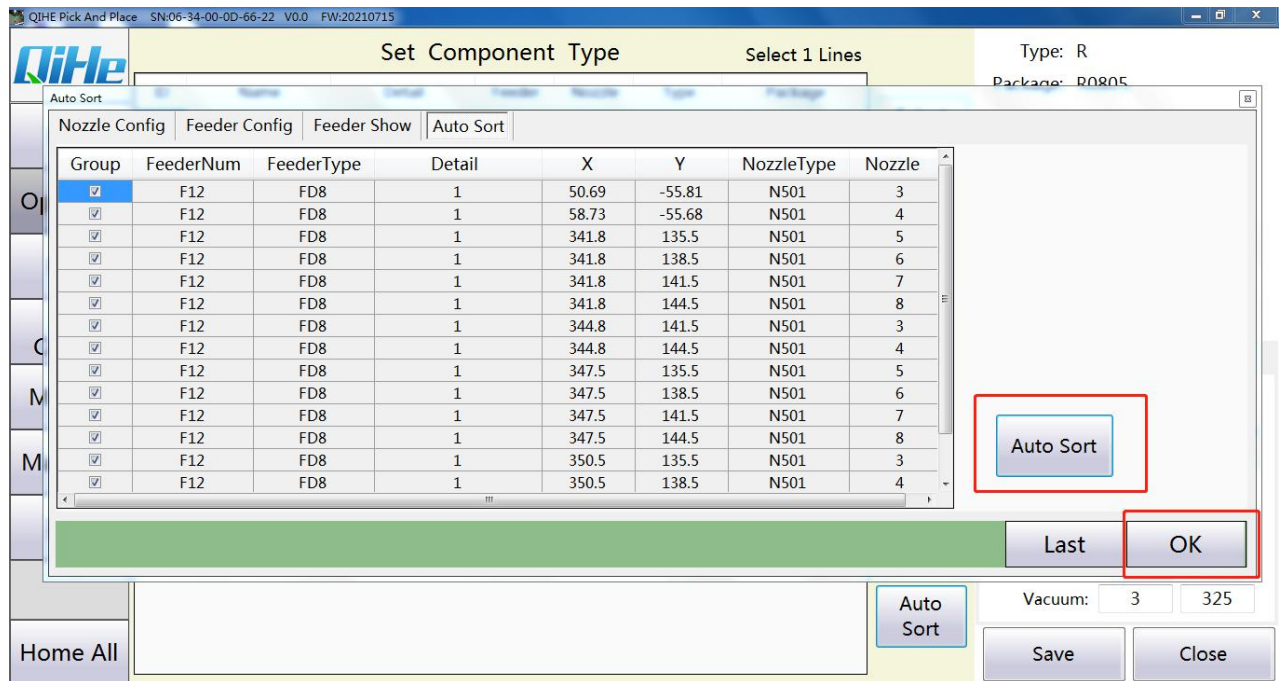 QIHE Pick And Place SN:06-34-00-0D-66-22 V0.0 FW:20210715
QiHe
Set Component Type
Select 1 Lines
Type: R
Package: R0805
ID Name Detail Feeder Nozzle Type Package
Auto Sort
Nozzle Config Feeder Config Feeder Show Auto Sort
Group FeederNum FeederType Detail X Y NozzleType Nozzle
F12 FD8 1 50.69 -55.81 N501 3
F12 FD8 1 58.73 -55.68 N501 4
F12 FD8 1 341.8 135.5 N501 5
F12 FD8 1 341.8 138.5 N501 6
F12 FD8 1 341.8 141.5 N501 7
F12 FD8 1 341.8 144.5 N501 8
F12 FD8 1 344.8 141.5 N501 3
F12 FD8 1 344.8 144.5 N501 4
F12 FD8 1 347.5 135.5 N501 5
F12 FD8 1 347.5 138.5 N501 6
F12 FD8 1 347.5 141.5 N501 7
F12 FD8 1 347.5 144.5 N501 8
F12 FD8 1 350.5 135.5 N501 3
F12 FD8 1 350.5 138.5 N501 4
Auto Sort
Last OK
Auto
Sort
Vacuum: 3 325
Home All
Save Close